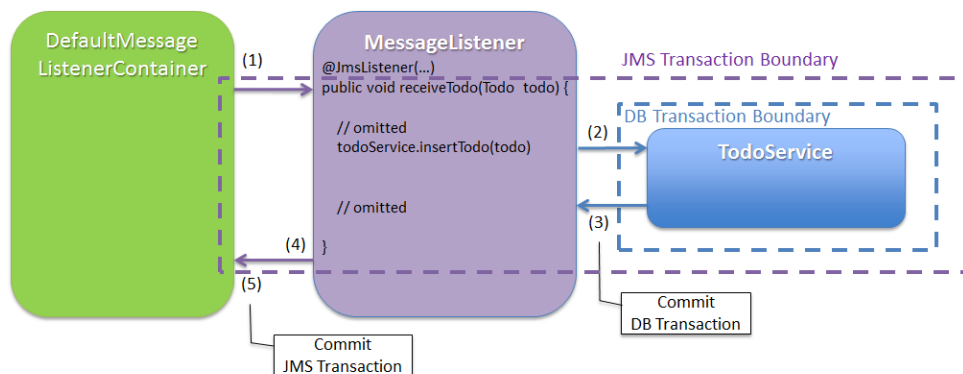 DefaultMessage
ListenerContainer
(1)
MessageListener
@JmsListener(...)
public void receiveTodo(Todo todo) {
// omitted
todoService.insertTodo(todo)
// omitted
}
JMS Transaction Boundary
DB Transaction Boundary
(2)
TodoService
(3)
(4)
(5)
Commit
DB Transaction
Commit
JMS Transaction